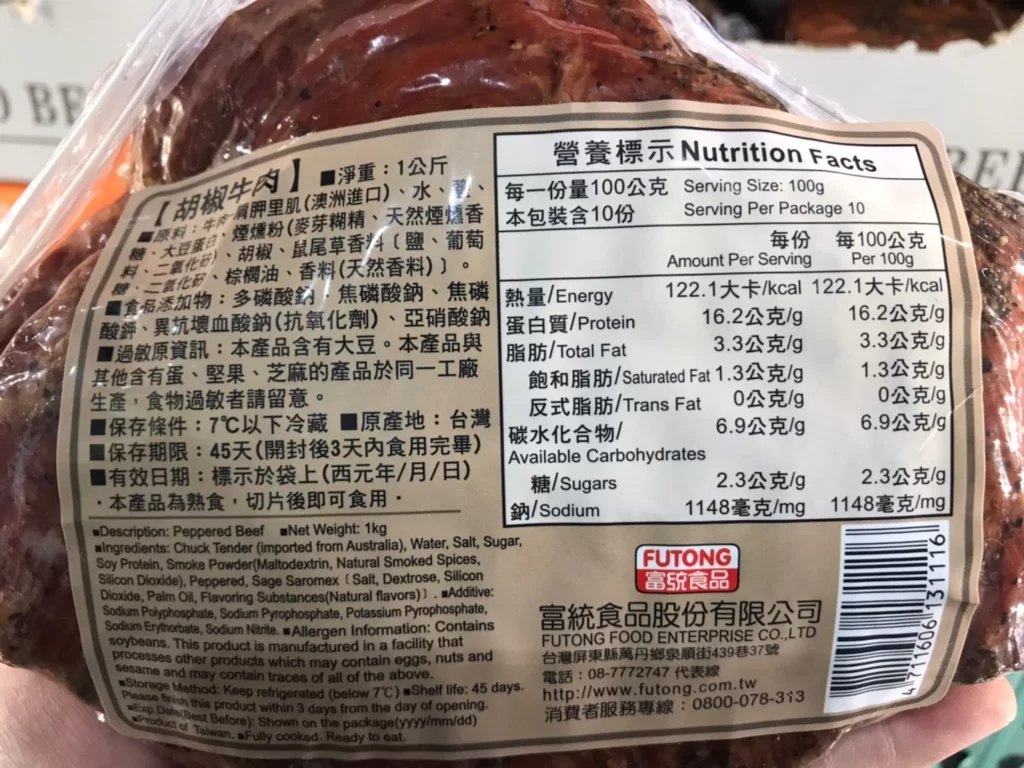 BE
【胡椒牛肉】 ■淨重：1公斤
■原料：牛肉肩胛里肌(澳洲進口)、水、鹽、
糖、大豆蛋白、煙燻粉(麥芽糊精、天然煙燻香
料、二氧化矽)、胡椒、鼠尾草香料〔鹽、葡萄
糖、二氧化矽、棕櫚油、香料(天然香料)〕。
■食品添加物：多磷酸鈉、焦磷酸鈉、焦磷
酸鉀、異抗壞血酸鈉(抗氧化劑)、亞硝酸鈉
■過敏原資訊：本產品含有大豆。本產品與
其他含有蛋、堅果、芝麻的產品於同一工廠
生產，食物過敏者請留意。
■保存條件：7℃以下冷藏 ■原產地：台灣
■保存期限：45天(開封後3天內食用完畢)
■有效日期：標示於袋上(西元年/月/日)
·本產品為熟食，切片後即可食用·
■Description: Peppered Beef ■Net Weight: 1kg
■Ingredients: Chuck Tender (imported from Australia), Water, Salt, Sugar,
Soy Protein, Smoke Powder(Maltodextrin, Natural Smoked Spices,
Silicon Dioxide), Peppered, Sage Saromex〔Salt, Dextrose, Silicon
Dioxide, Palm Oil, Flavoring Substances(Natural flavors)〕. ■Additive:
Sodium Polyphosphate, Sodium Pyrophosphate, Potassium Pyrophosphate,
Sodium Erythorbate, Sodium Nitrite. ■Allergen Information: Contains
soybeans. This product is manufactured in a facility that
processes other products which may contain eggs, nuts and
sesame and may contain traces of all of the above.
■Storage Method: Keep refrigerated (below 7℃) ■Shelf life: 45 days.
Please finish this product within 3 days from the day of opening.
■Exp.Date(Best Before): Shown on the package(yyyy/mm/dd)
■Product of Taiwan. ■Fully cooked. Ready to eat.
營養標示 Nutrition Facts
每一份量100公克 Serving Size: 100g
本包裝含10份 Serving Per Package 10
每份 每100公克
Amount Per Serving Per 100g
熱量/Energy 122.1大卡/kcal 122.1大卡/kcal
蛋白質/Protein 16.2公克/g 16.2公克/g
脂肪/Total Fat 3.3公克/g 3.3公克/g
飽和脂肪/Saturated Fat 1.3公克/g 1.3公克/g
反式脂肪/Trans Fat 0公克/g 0公克/g
碳水化合物/ 6.9公克/g 6.9公克/g
Available Carbohydrates
糖/Sugars 2.3公克/g 2.3公克/g
鈉/Sodium 1148毫克/mg 1148毫克/mg
FUTONG
富統食品
富統食品股份有限公司
FUTONG FOOD ENTERPRISE CO.,LTD
台灣屏東縣萬丹鄉泉順街439巷37號
電話：08-7772747 代表線
http://www.futong.com.tw
消費者服務專線：0800-078-313
4711606131116